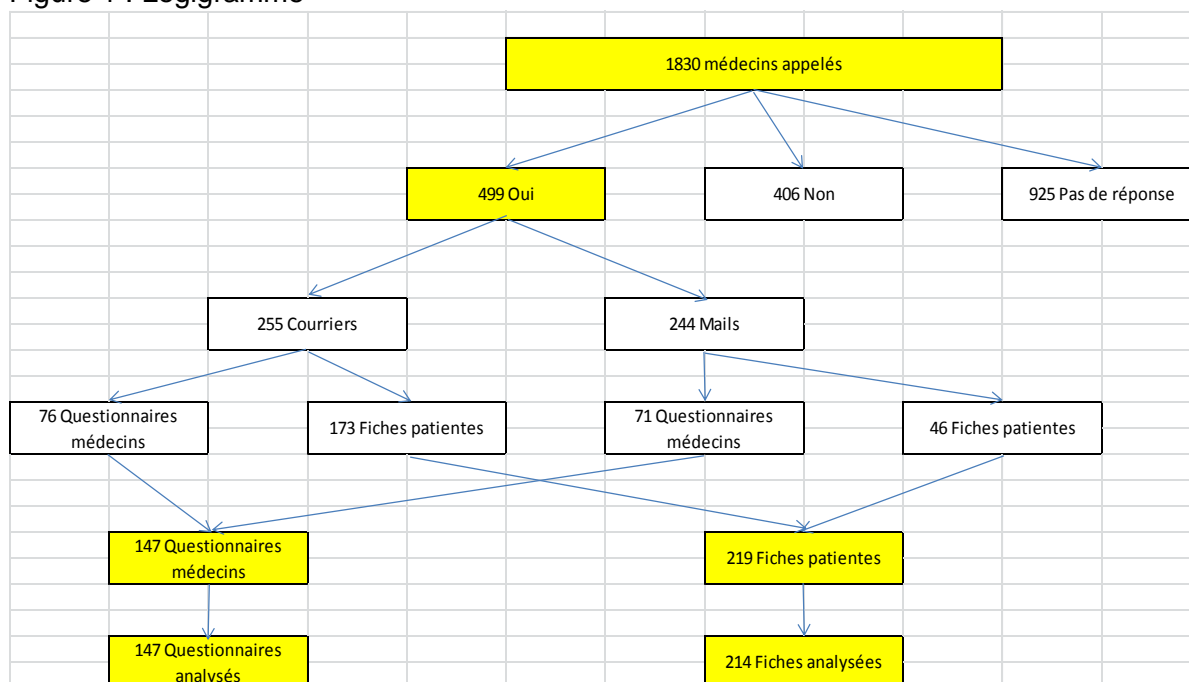 Figure 1 : Logigramme
1830 médecins appelés
499 Oui
406 Non
925 Pas de réponse
255 Courriers
244 Mails
76 Questionnaires
médecins
173 Fiches patientes
71 Questionnaires
médecins
46 Fiches patientes
147 Questionnaires
médecins
219 Fiches patientes
147 Questionnaires
analysés
214 Fiches analysées